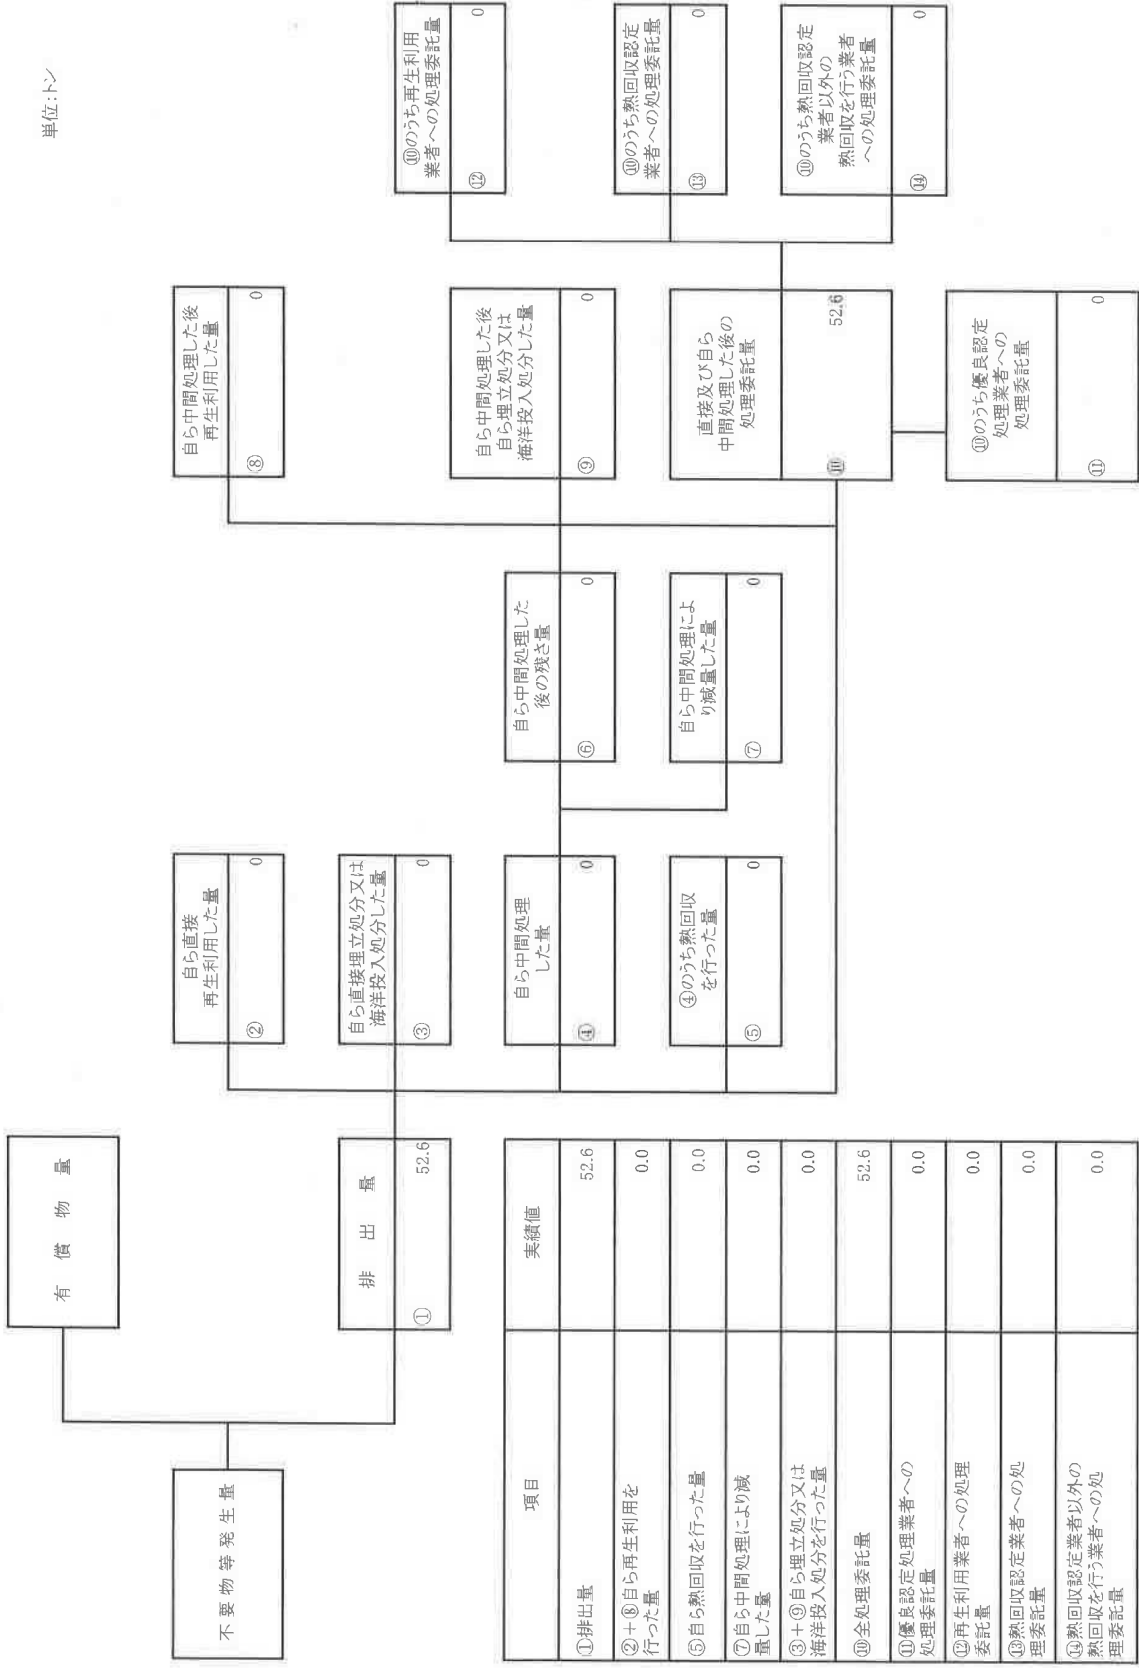 単位:トン
不要物等発生量
有償物量
排出量
①
52.6
自ら直接
再生利用した量
②
0
自ら直接埋立処分又は
海洋投入処分した量
③
0
自ら中間処理
した量
④
0
④のうち熱回収
を行った量
⑤
0
自ら中間処理した
後の残さ量
⑥
0
自ら中間処理によ
り減量した量
⑦
0
自ら中間処理した後
再生利用した量
⑧
0
自ら中間処理した後
自ら埋立処分又は
海洋投入処分した量
⑨
0
直接及び自ら
中間処理した後の
処理委託量
⑩
52.6
⑩のうち優良認定
処理業者への
処理委託量
⑪
0
⑩のうち再生利用
業者への処理委託量
⑫
0
⑩のうち熱回収認定
業者への処理委託量
⑬
0
⑩のうち熱回収認定
業者以外の
熱回収を行う業者
への処理委託量
⑭
0
項目
実績値
①排出量
52.6
②+⑧自ら再生利用を
行った量
0.0
⑤自ら熱回収を行った量
0.0
⑦自ら中間処理により減
量した量
0.0
③+⑨自ら埋立処分又は
海洋投入処分を行った量
0.0
⑩全処理委託量
52.6
⑪優良認定処理業者への
処理委託量
0.0
⑫再生利用業者への処理
委託量
0.0
⑬熱回収認定業者への処
理委託量
0.0
⑭熱回収認定業者以外の
熱回収を行う業者への処
理委託量
0.0